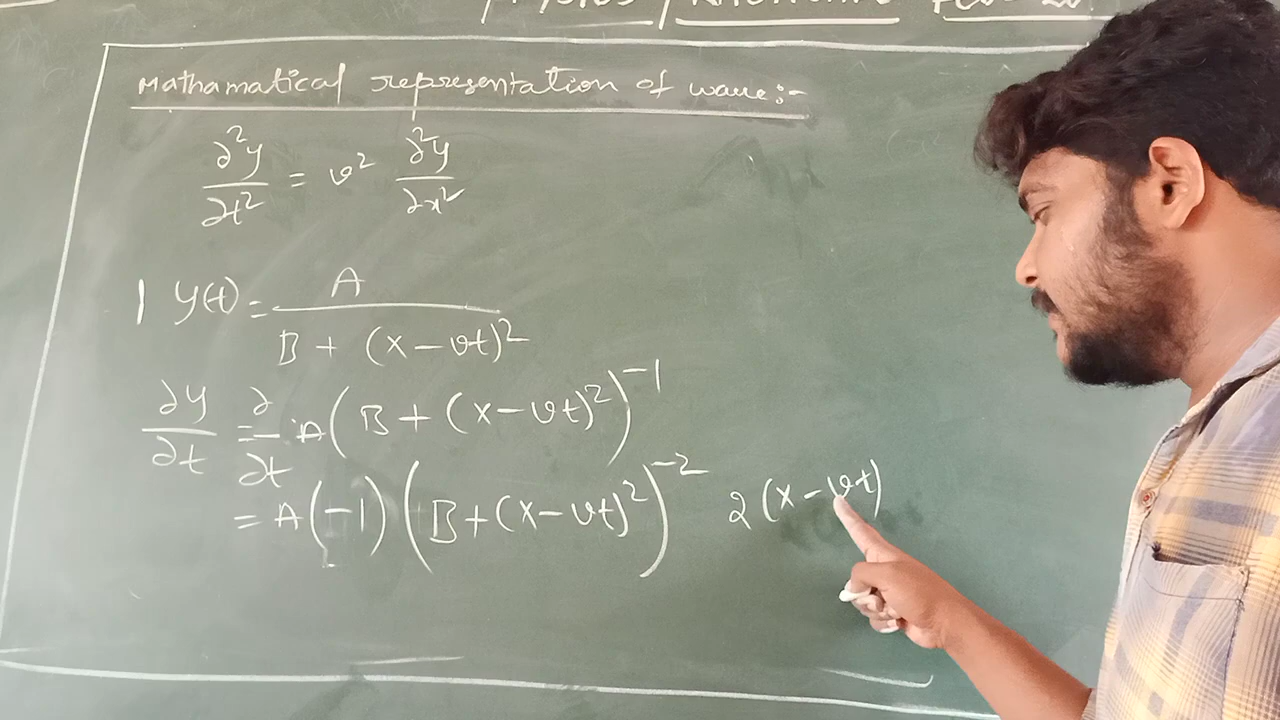 Mathamatical representation of wave:-
∂²y/∂t² = v² ∂²y/∂x²
1 y(t) = A / B + (x - vt)²
∂y/∂t = ∂/∂t A(B + (x - vt)²)⁻¹
= A(-1)(B + (x - vt)²)⁻² 2(x - vt)